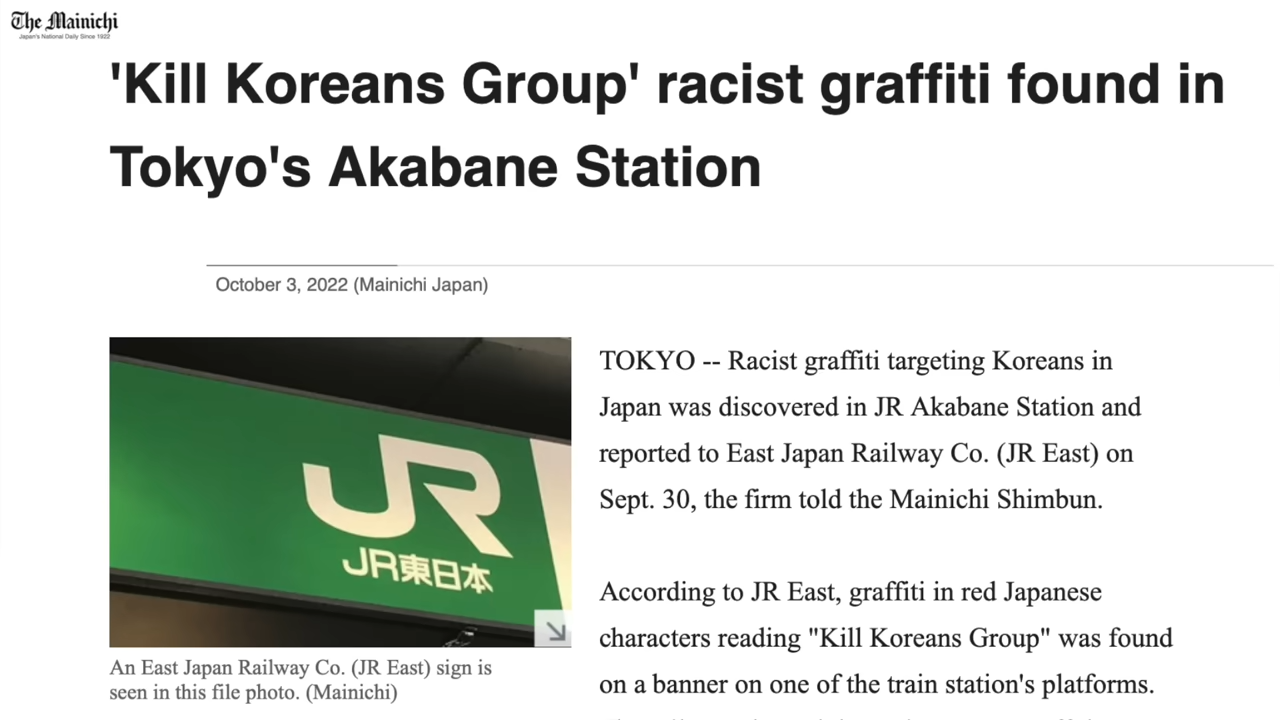 The Mainichi
Japan's National Daily Since 1922
'Kill Koreans Group' racist graffiti found in
Tokyo's Akabane Station
October 3, 2022 (Mainichi Japan)
JR
JR東日本
An East Japan Railway Co. (JR East) sign is
seen in this file photo. (Mainichi)
TOKYO -- Racist graffiti targeting Koreans in
Japan was discovered in JR Akabane Station and
reported to East Japan Railway Co. (JR East) on
Sept. 30, the firm told the Mainichi Shimbun.
According to JR East, graffiti in red Japanese
characters reading "Kill Koreans Group" was found
on a banner on one of the train station's platforms.